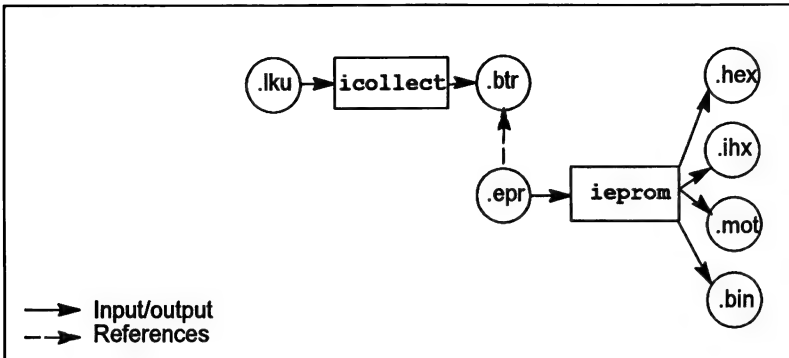 .lku
icollect
.btr
.hex
.ihx
.epr
ieprom
.mot
.bin
Input/output
References